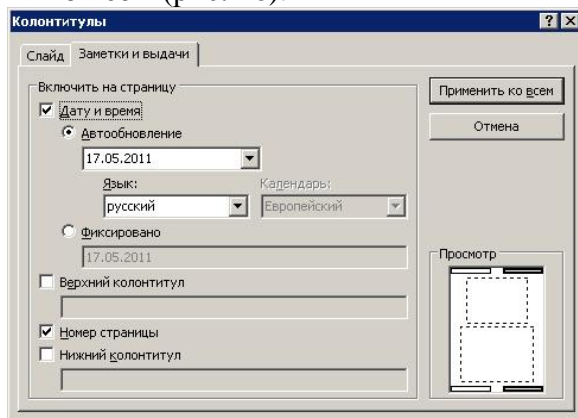 Колонтитулы
Слайд Заметки и выдачи
Включить на страницу
Дату и время
Автообновление
17.05.2011
Язык: Календарь:
русский Европейский
Фиксировано
17.05.2011
Верхний колонтитул
Номер страницы
Нижний колонтитул
Применить ко всем
Отмена
Просмотр